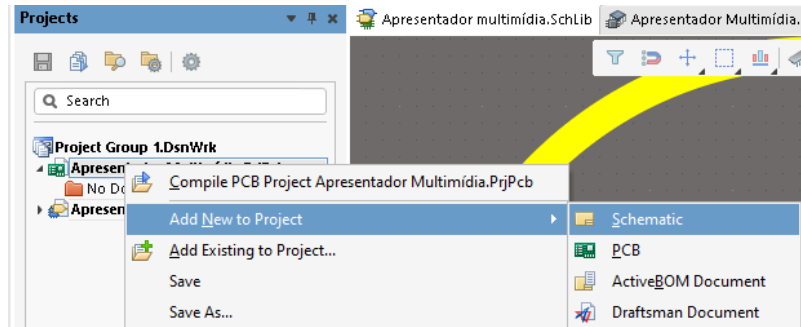 Projects
Apresentador multimídia.SchLib
Apresentador Multimídia.
Search
Project Group 1.DsnWrk
Apresen
No Do
Apresen
Compile PCB Project Apresentador Multimídia.PrjPcb
Add New to Project
Add Existing to Project...
Save
Save As...
Schematic
PCB
ActiveBOM Document
Draftsman Document